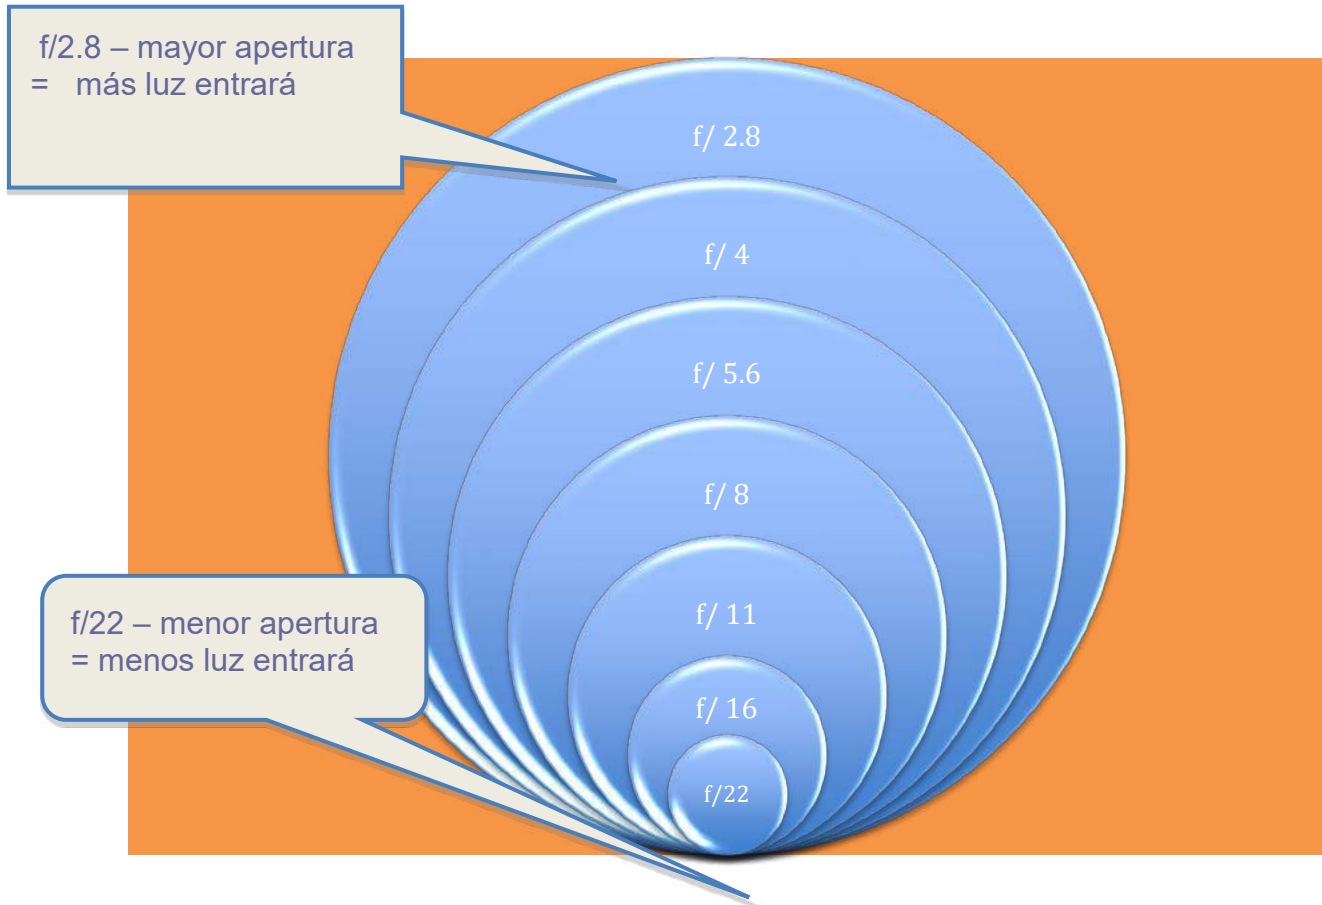 f/2.8 – mayor apertura
= más luz entrará
f/ 2.8
f/ 4
f/ 5.6
f/ 8
f/ 11
f/22 – menor apertura
= menos luz entrará
f/ 16
f/22